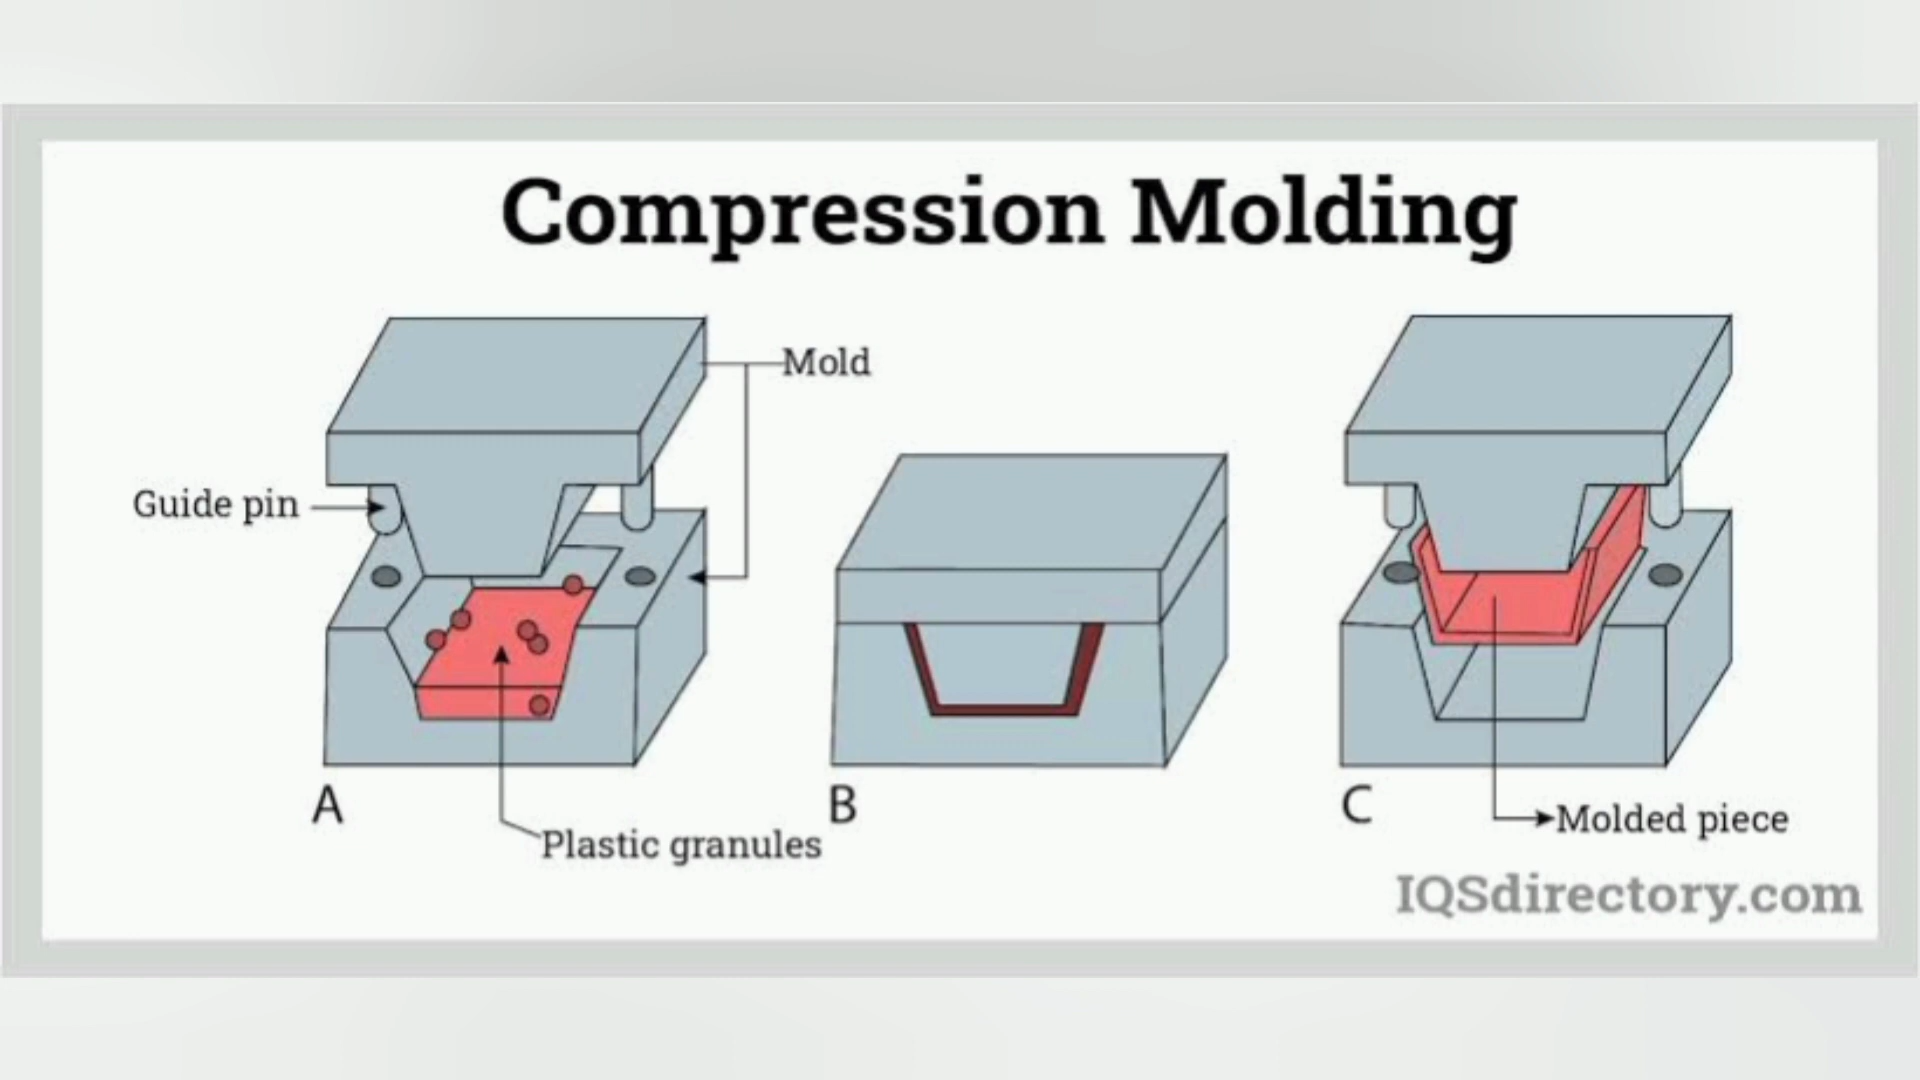 Compression Molding
Mold
Guide pin
A
B
C
Plastic granules
Molded piece
IQSdirectory.com